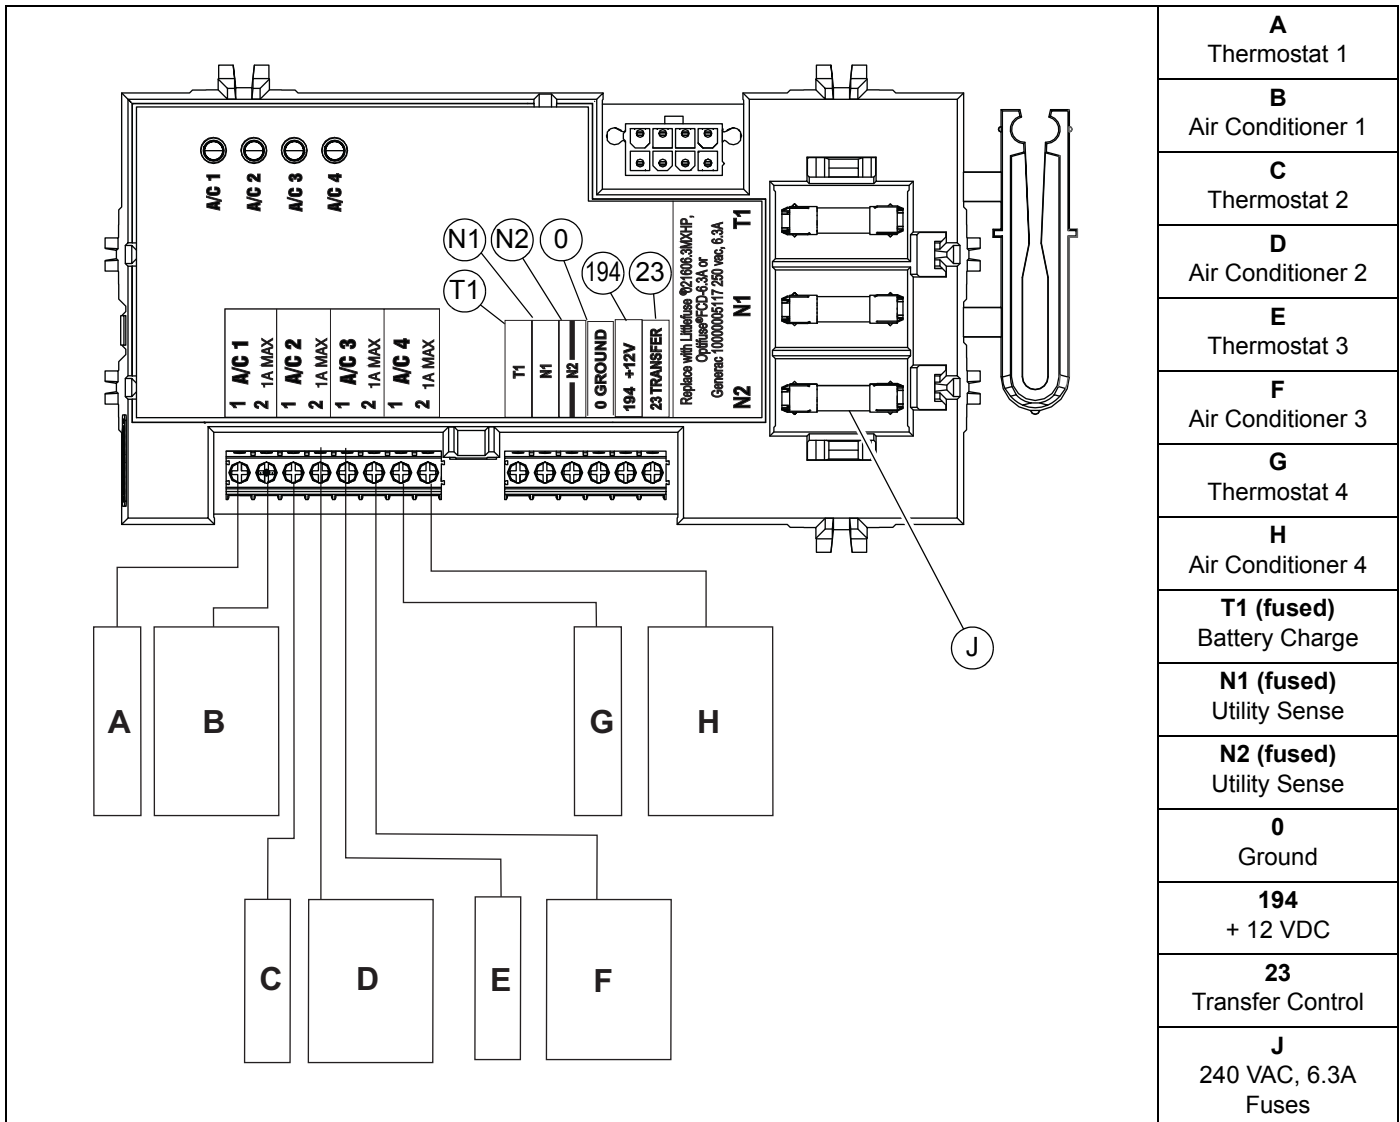 A/C 1
A/C 2
A/C 3
A/C 4
N1
N2
0
T1
194
23
1 A/C 1
2 1A MAX
1 A/C 2
2 1A MAX
1 A/C 3
2 1A MAX
1 A/C 4
2 1A MAX
T1
N1
N2
0 GROUND
194 +12V
23 TRANSFER
Replace with Littlefuse ®021606.3MXHP,
Optifuse®FCD-6.3A or
Generac 10000005117 250 vac, 6.3A
N2 N1 T1
J
A
B
G
H
C
D
E
F
A
Thermostat 1
B
Air Conditioner 1
C
Thermostat 2
D
Air Conditioner 2
E
Thermostat 3
F
Air Conditioner 3
G
Thermostat 4
H
Air Conditioner 4
T1 (fused)
Battery Charge
N1 (fused)
Utility Sense
N2 (fused)
Utility Sense
0
Ground
194
+ 12 VDC
23
Transfer Control
J
240 VAC, 6.3A
Fuses